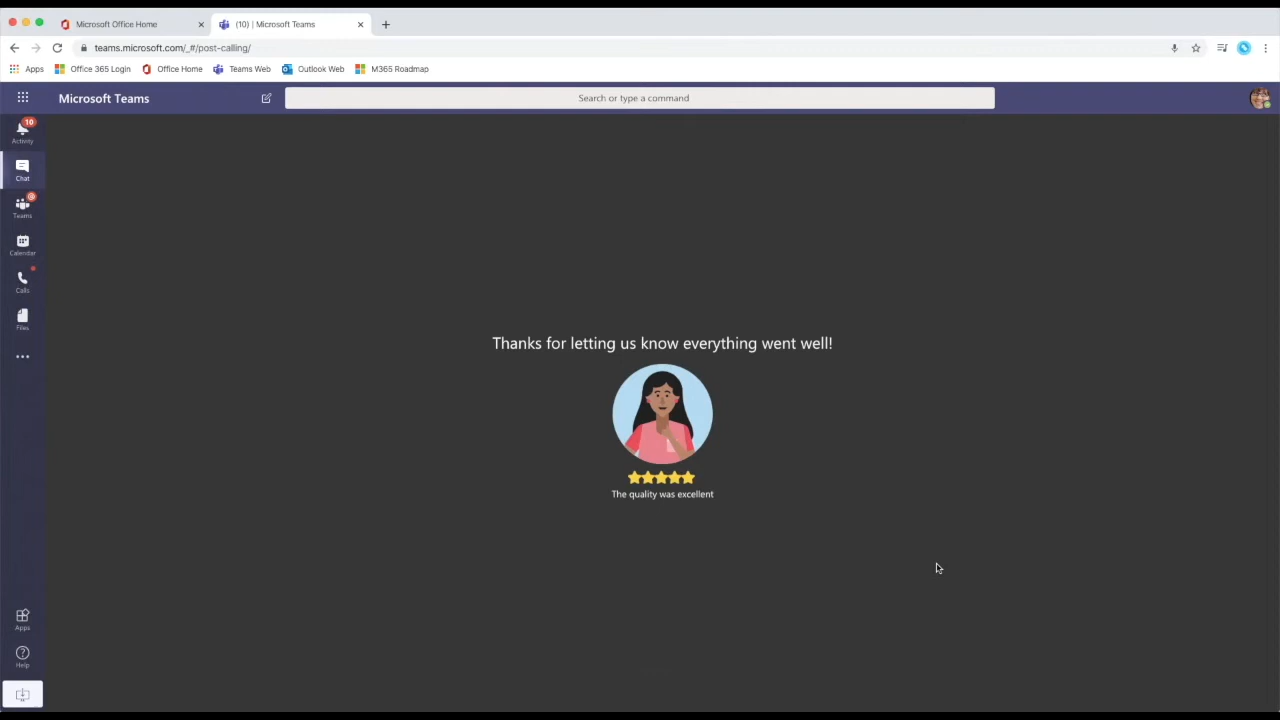 Microsoft Office Home
(10) | Microsoft Teams
teams.microsoft.com/_#/post-calling/
Apps
Office 365 Login
Office Home
Teams Web
Outlook Web
M365 Roadmap
Microsoft Teams
Search or type a command
10
Activity
Chat
Teams
Calendar
Calls
Files
Thanks for letting us know everything went well!
The quality was excellent
Apps
Help